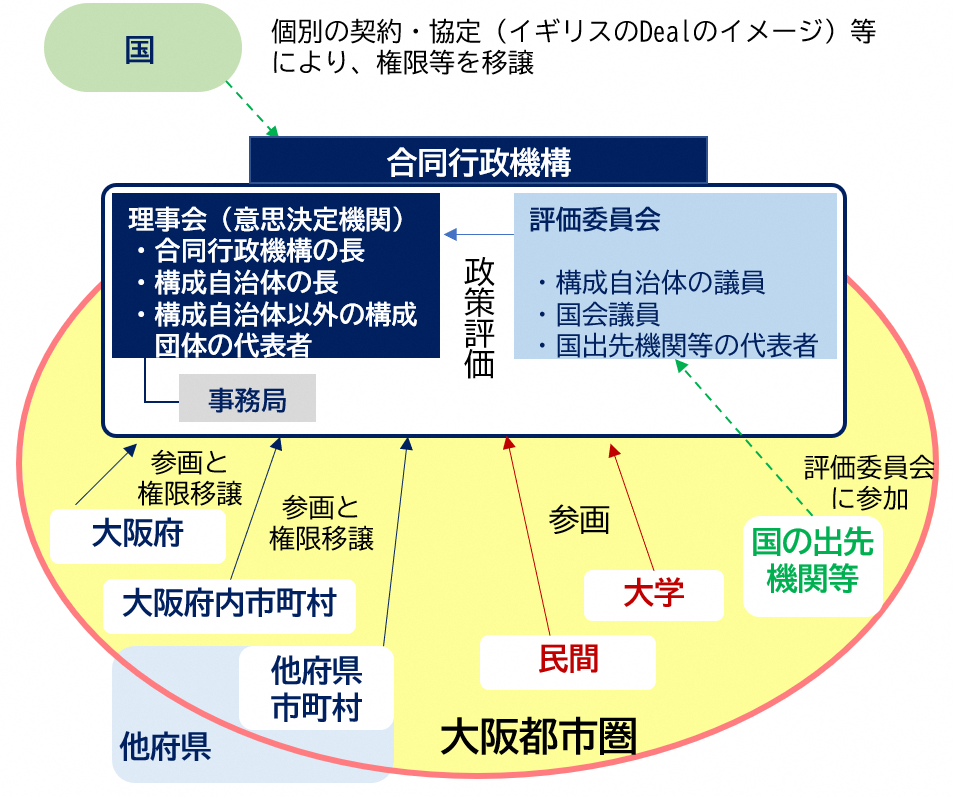 国
個別の契約・協定（イギリスのDealのイメージ）等
により、権限等を移譲
合同行政機構
理事会（意思決定機関）
・合同行政機構の長
・構成自治体の長
・構成自治体以外の構成
団体の代表者
事務局
政策評価
評価委員会
・構成自治体の議員
・国会議員
・国出先機関等の代表者
参画と
権限移譲
大阪府
参画と
権限移譲
大阪府内市町村
他府県
市町村
他府県
参画
大学
民間
評価委員会
に参加
国の出先
機関等
大阪都市圏